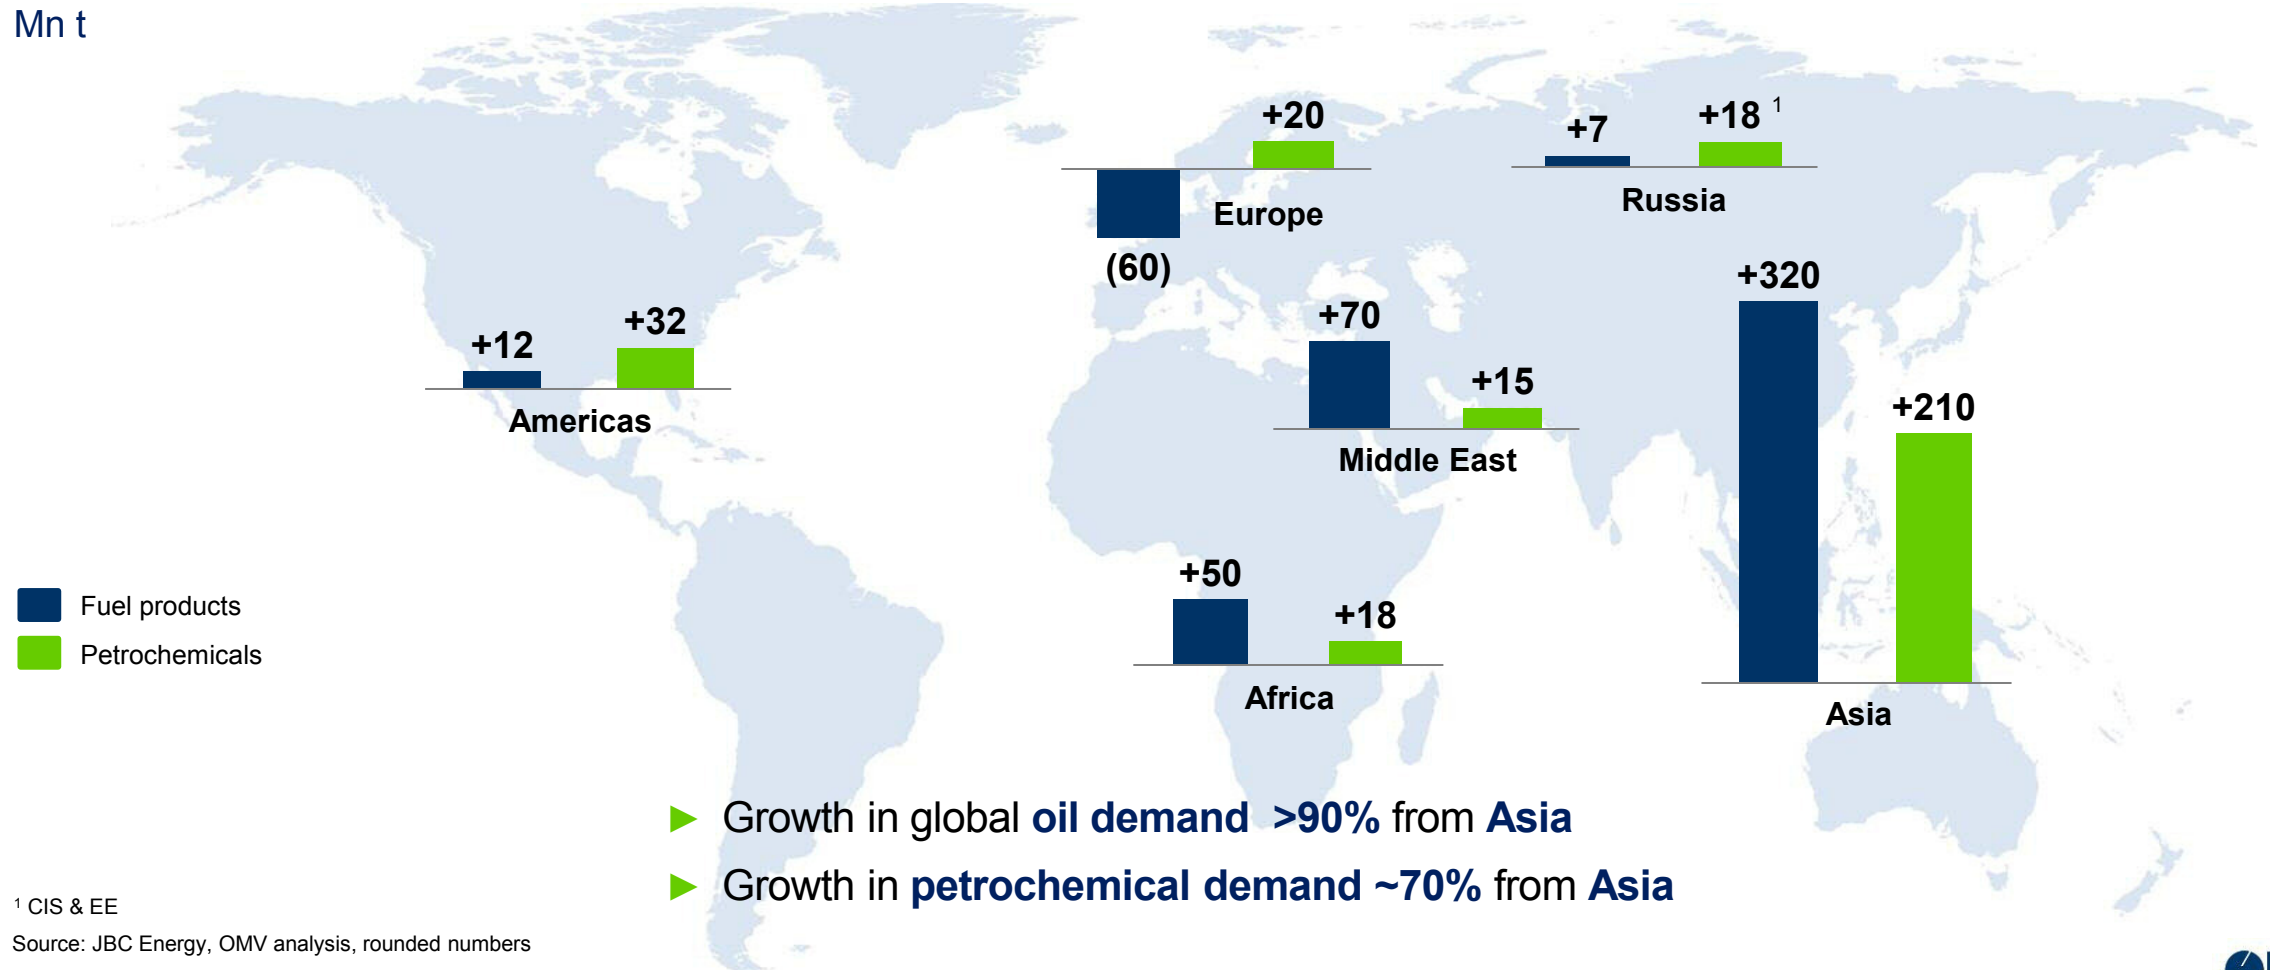 Mn t
+20
(60)
Europe
+7
+18 ¹
Russia
+12
+32
Americas
+70
+15
Middle East
+320
+210
Asia
+50
+18
Africa
Fuel products
Petrochemicals
► Growth in global oil demand >90% from Asia
► Growth in petrochemical demand ~70% from Asia
¹ CIS & EE
Source: JBC Energy, OMV analysis, rounded numbers